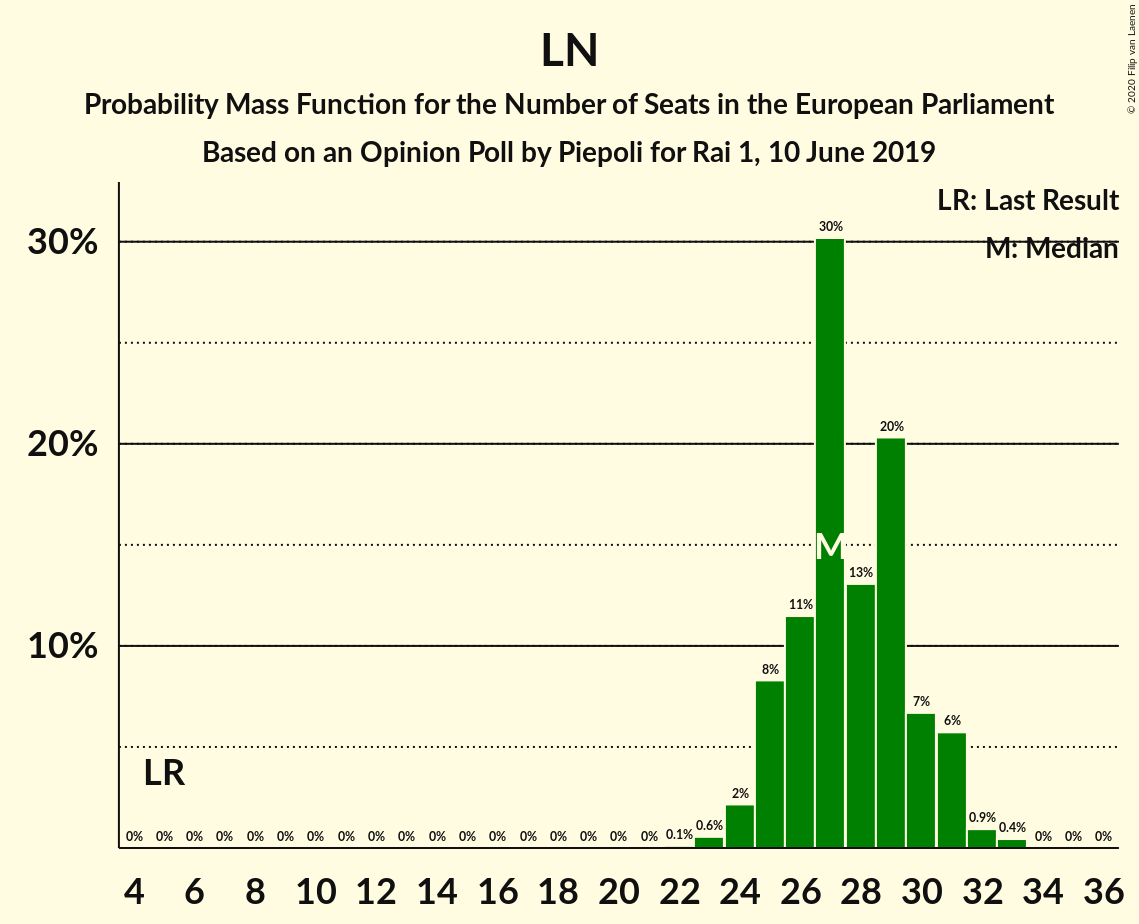 © 2020 Filip van Laenen
LN
Probability Mass Function for the Number of Seats in the European Parliament
Based on an Opinion Poll by Piepoli for Rai 1, 10 June 2019
LR: Last Result
M: Median
30%
20%
10%
30%
20%
M
13%
11%
8%
7%
6%
LR
2%
0% 0% 0% 0% 0% 0% 0% 0% 0% 0% 0% 0% 0% 0% 0% 0% 0% 0% 0.1% 0.6% 0.9% 0.4% 0% 0% 0%
4 6 8 10 12 14 16 18 20 22 24 26 28 30 32 34 36